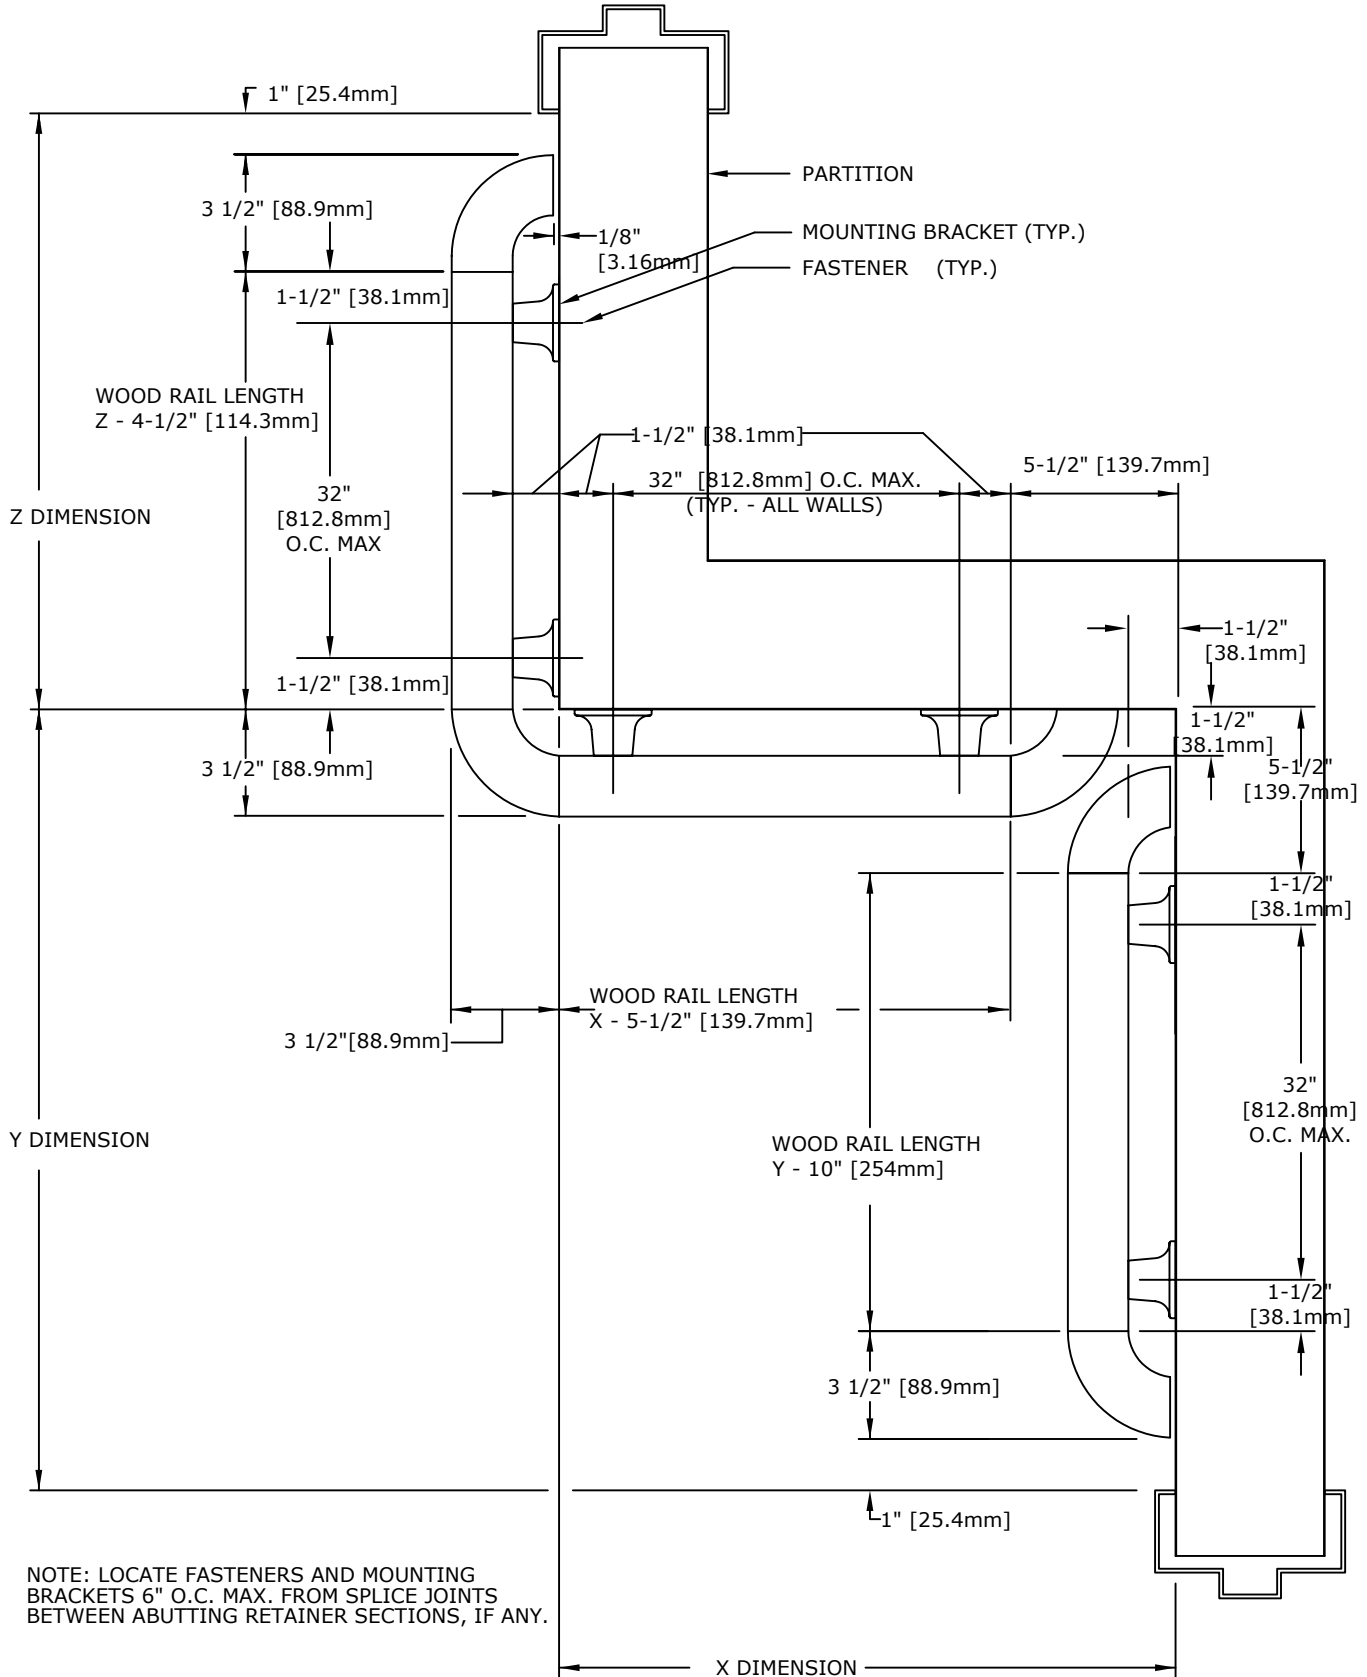 1" [25.4mm]
PARTITION
3 1/2" [88.9mm]
1/8"
[3.16mm]
MOUNTING BRACKET (TYP.)
FASTENER (TYP.)
1-1/2" [38.1mm]
WOOD RAIL LENGTH
Z - 4-1/2" [114.3mm]
1-1/2" [38.1mm]
5-1/2" [139.7mm]
32" [812.8mm] O.C. MAX.
(TYP. - ALL WALLS)
32"
[812.8mm]
O.C. MAX
Z DIMENSION
1-1/2"
[38.1mm]
1-1/2" [38.1mm]
1-1/2"
[38.1mm]
3 1/2" [88.9mm]
5-1/2"
[139.7mm]
1-1/2"
[38.1mm]
WOOD RAIL LENGTH
X - 5-1/2" [139.7mm]
3 1/2"[88.9mm]
32"
[812.8mm]
O.C. MAX.
Y DIMENSION
WOOD RAIL LENGTH
Y - 10" [254mm]
1-1/2"
[38.1mm]
3 1/2" [88.9mm]
1" [25.4mm]
NOTE: LOCATE FASTENERS AND MOUNTING
BRACKETS 6" O.C. MAX. FROM SPLICE JOINTS
BETWEEN ABUTTING RETAINER SECTIONS, IF ANY.
X DIMENSION